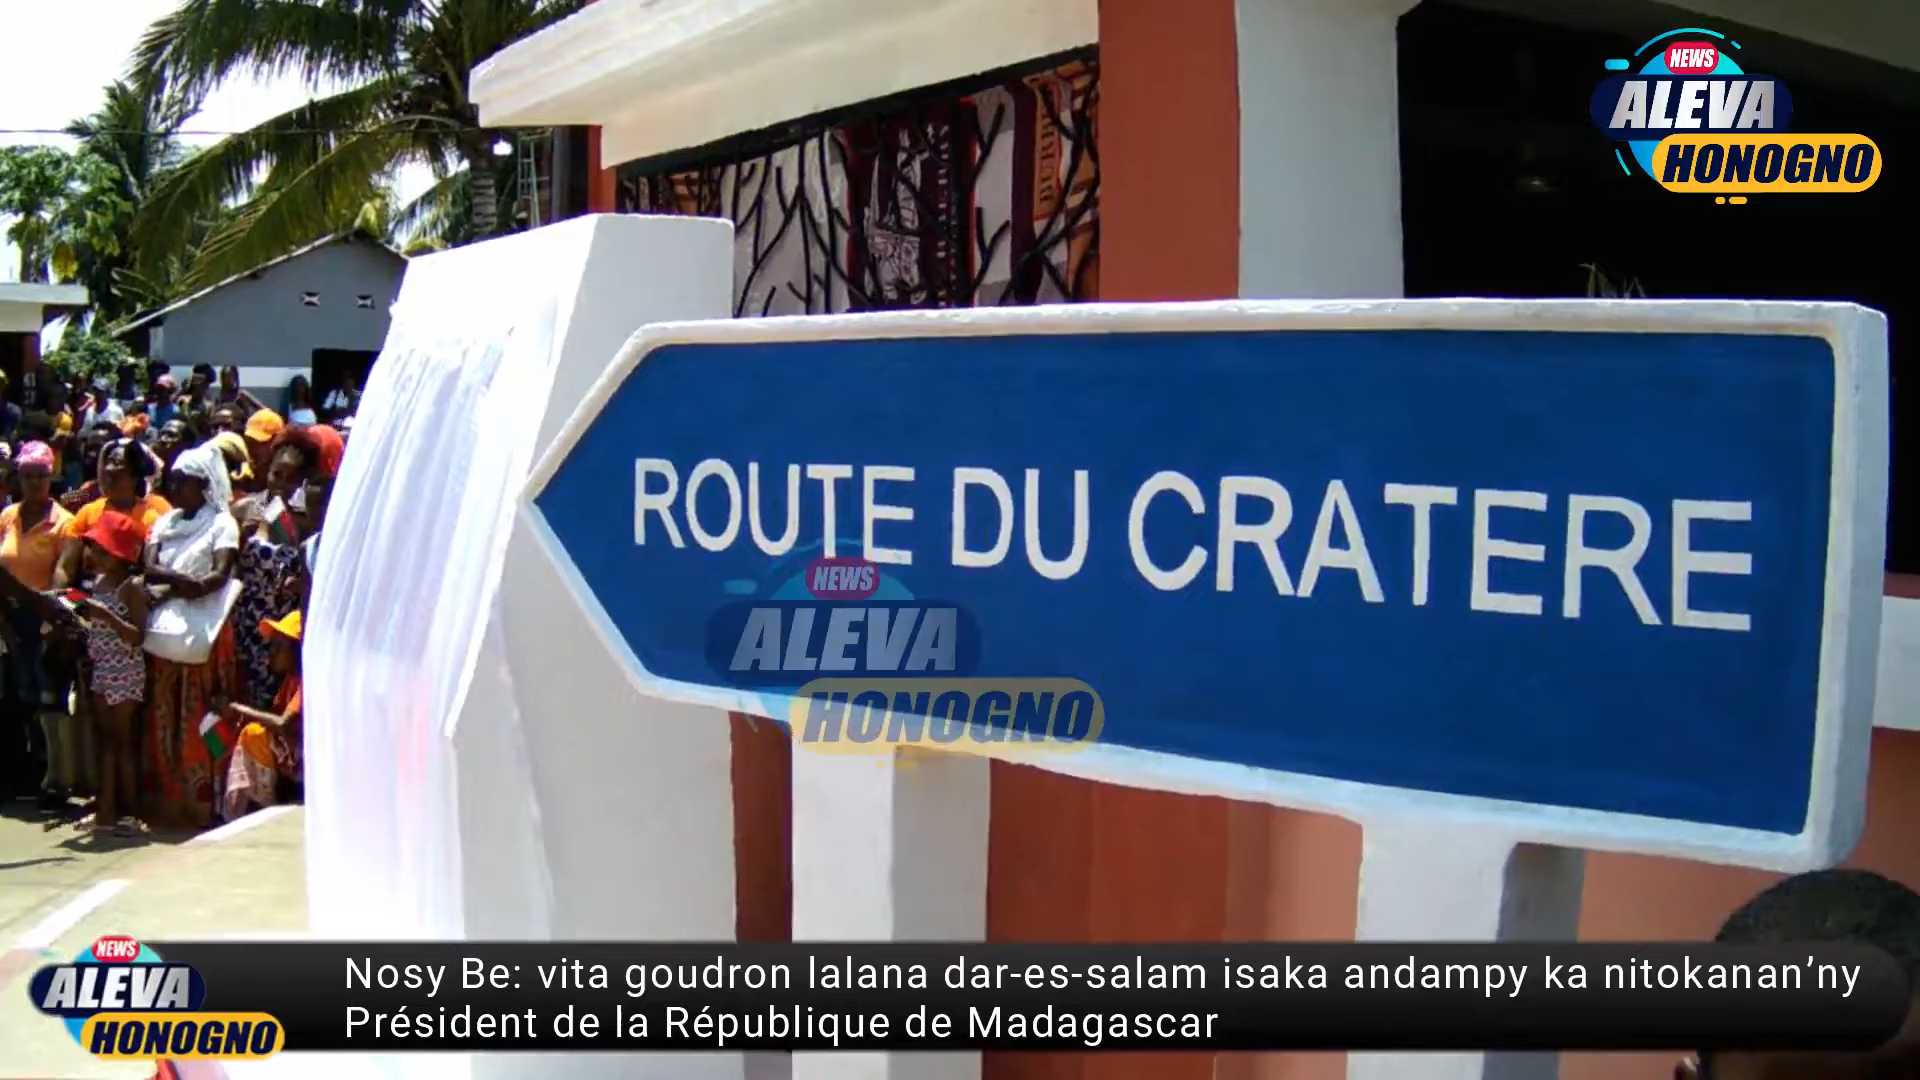 NEWS
ALEVA
HONOGNO
ROUTE DU CRATERE
NEWS
ALEVA
HONOGNO
NEWS
ALEVA
HONOGNO
Nosy Be: vita goudron lalana dar-es-salam isaka andampy ka nitokanan’ny
Président de la République de Madagascar